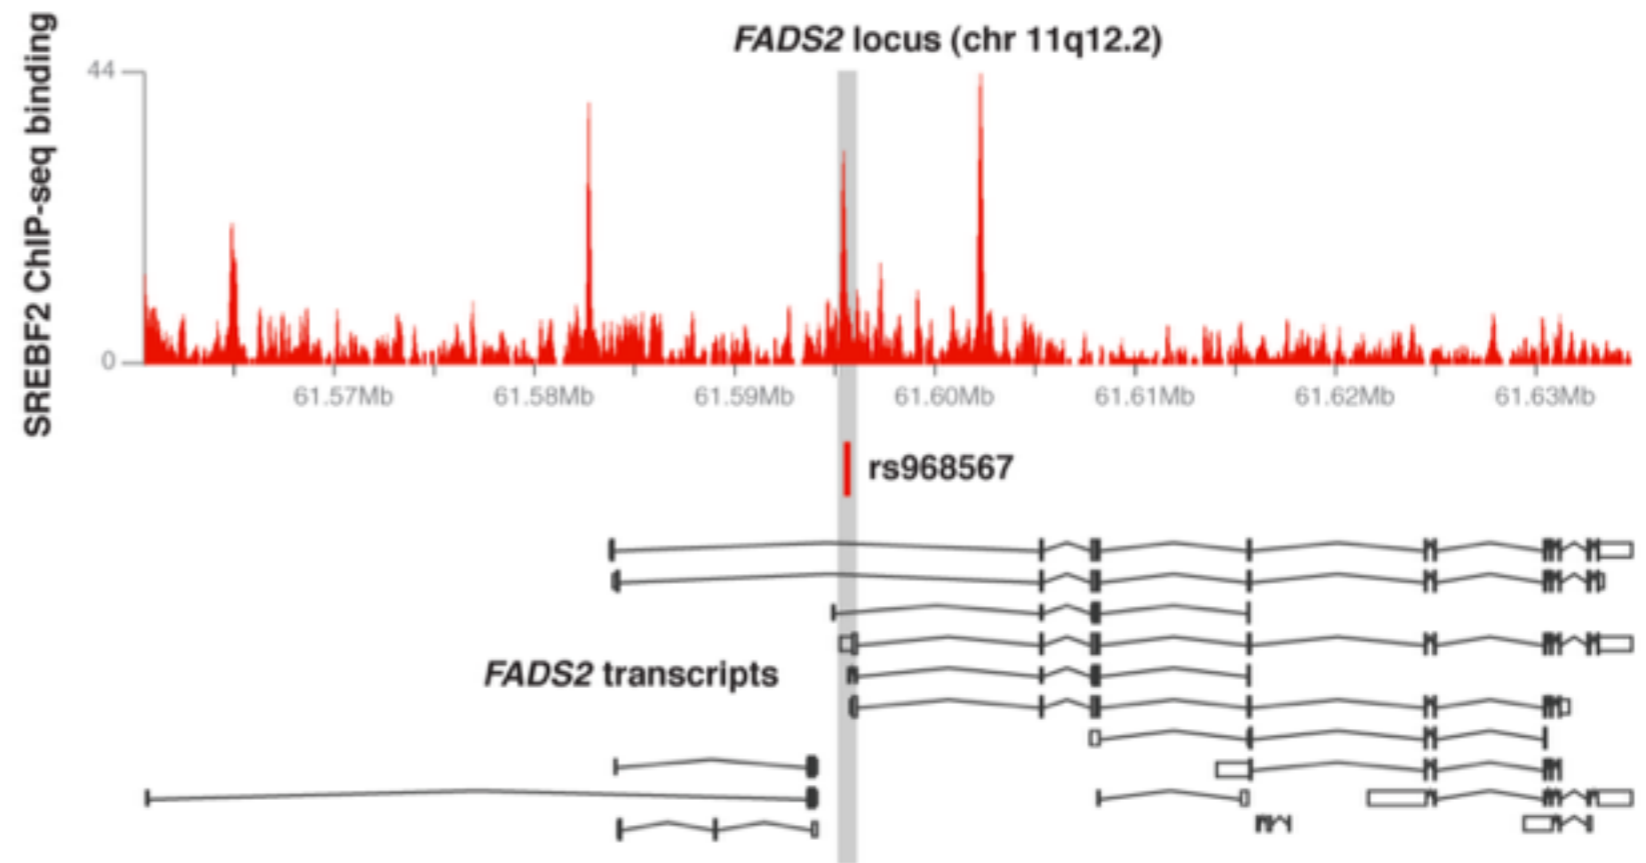 FADS2 locus (chr 11q12.2)
SREBF2 ChIP-seq binding
44
0
61.57Mb 61.58Mb 61.59Mb 61.60Mb 61.61Mb 61.62Mb 61.63Mb
rs968567
FADS2 transcripts